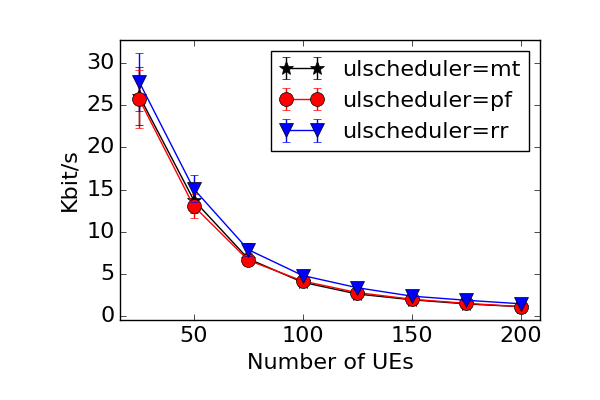 30
25
20
15
10
5
0
Kbit/s
ulscheduler=mt
ulscheduler=pf
ulscheduler=rr
50
100
150
200
Number of UEs